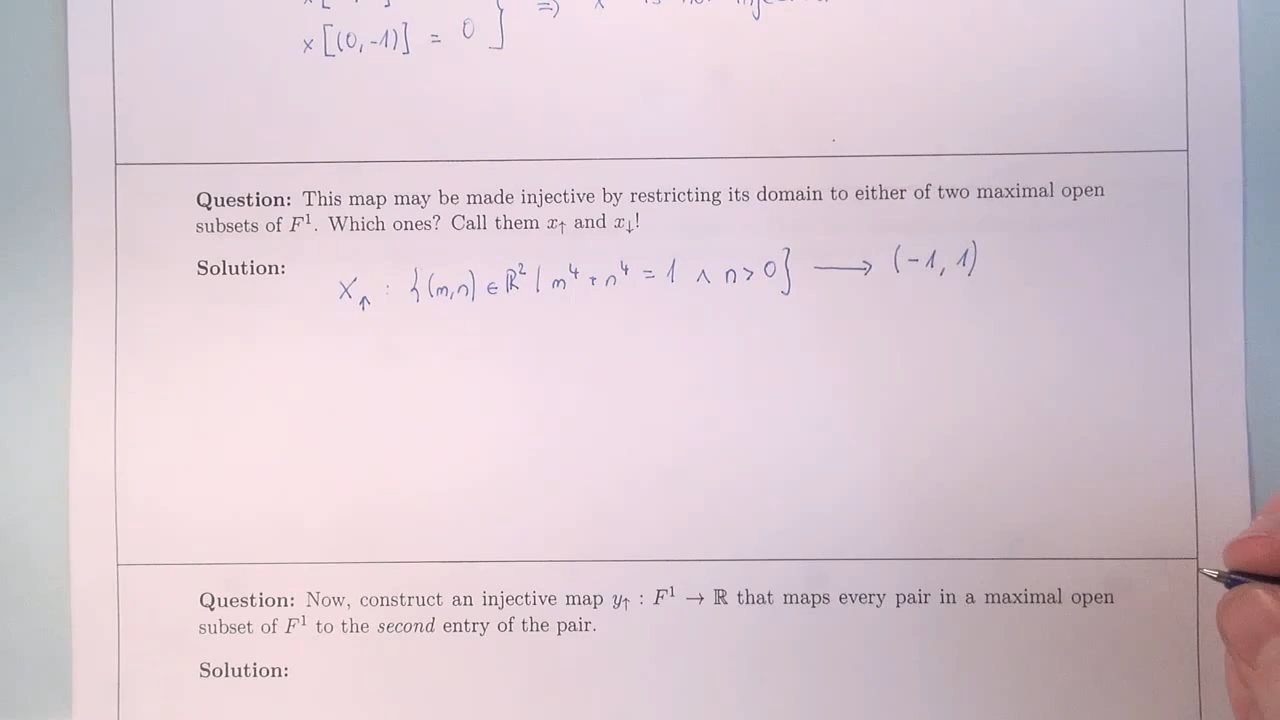 x [(0, -1)] = 0 } ⇒ x is not
Question: This map may be made injective by restricting its domain to either of two maximal open
subsets of F¹. Which ones? Call them x↑ and x↓!
Solution:
x↑ : {(m,n) ∈ ℝ² | m⁴ + n⁴ = 1 ∧ n > 0} ⟶ (-1, 1)
Question: Now, construct an injective map y↑ : F¹ → ℝ that maps every pair in a maximal open
subset of F¹ to the second entry of the pair.
Solution: